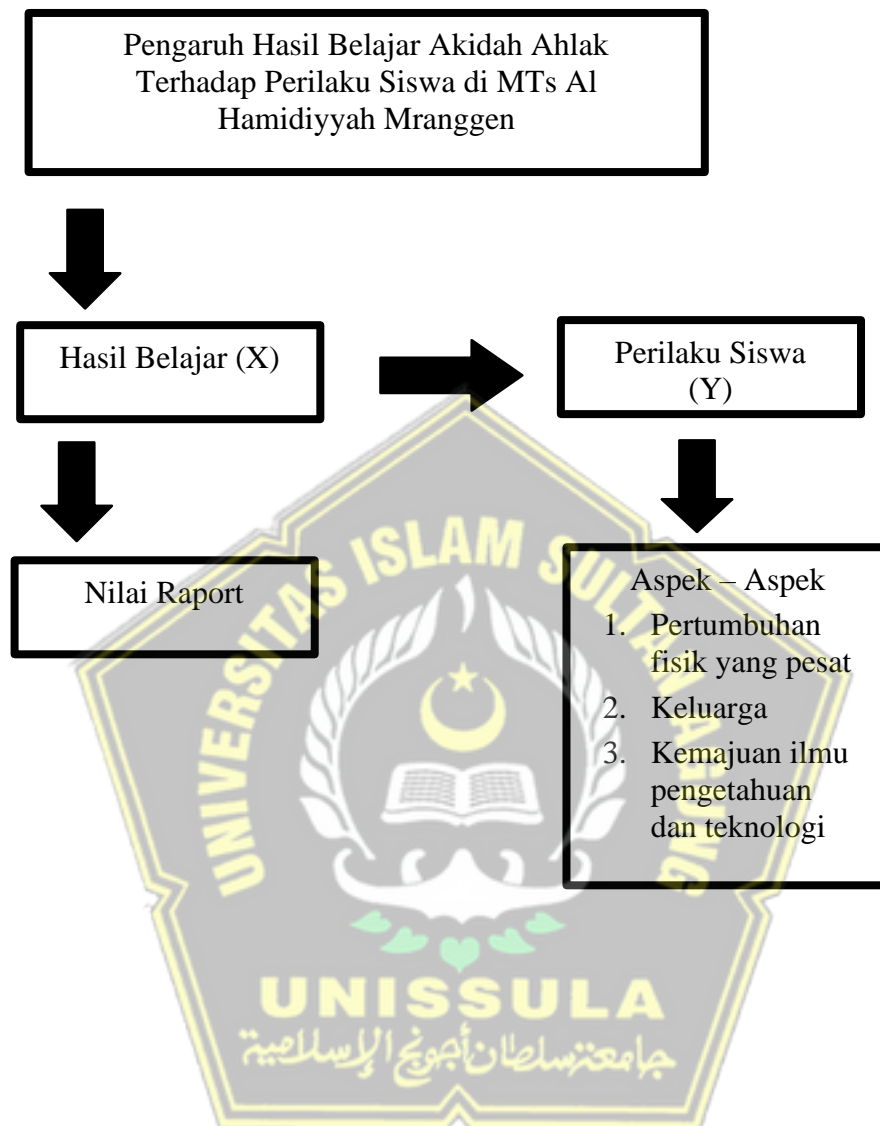 Pengaruh Hasil Belajar Akidah Ahlak
Terhadap Perilaku Siswa di MTs Al
Hamidiyyah Mranggen
Hasil Belajar (X)
Perilaku Siswa
(Y)
Nilai Raport
Aspek – Aspek
1. Pertumbuhan
fisik yang pesat
2. Keluarga
3. Kemajuan ilmu
pengetahuan
dan teknologi
UNIVERSITAS ISLAM SULTAN AGUNG
UNISSULA
جامعة سلطان أجونج الإسلامية